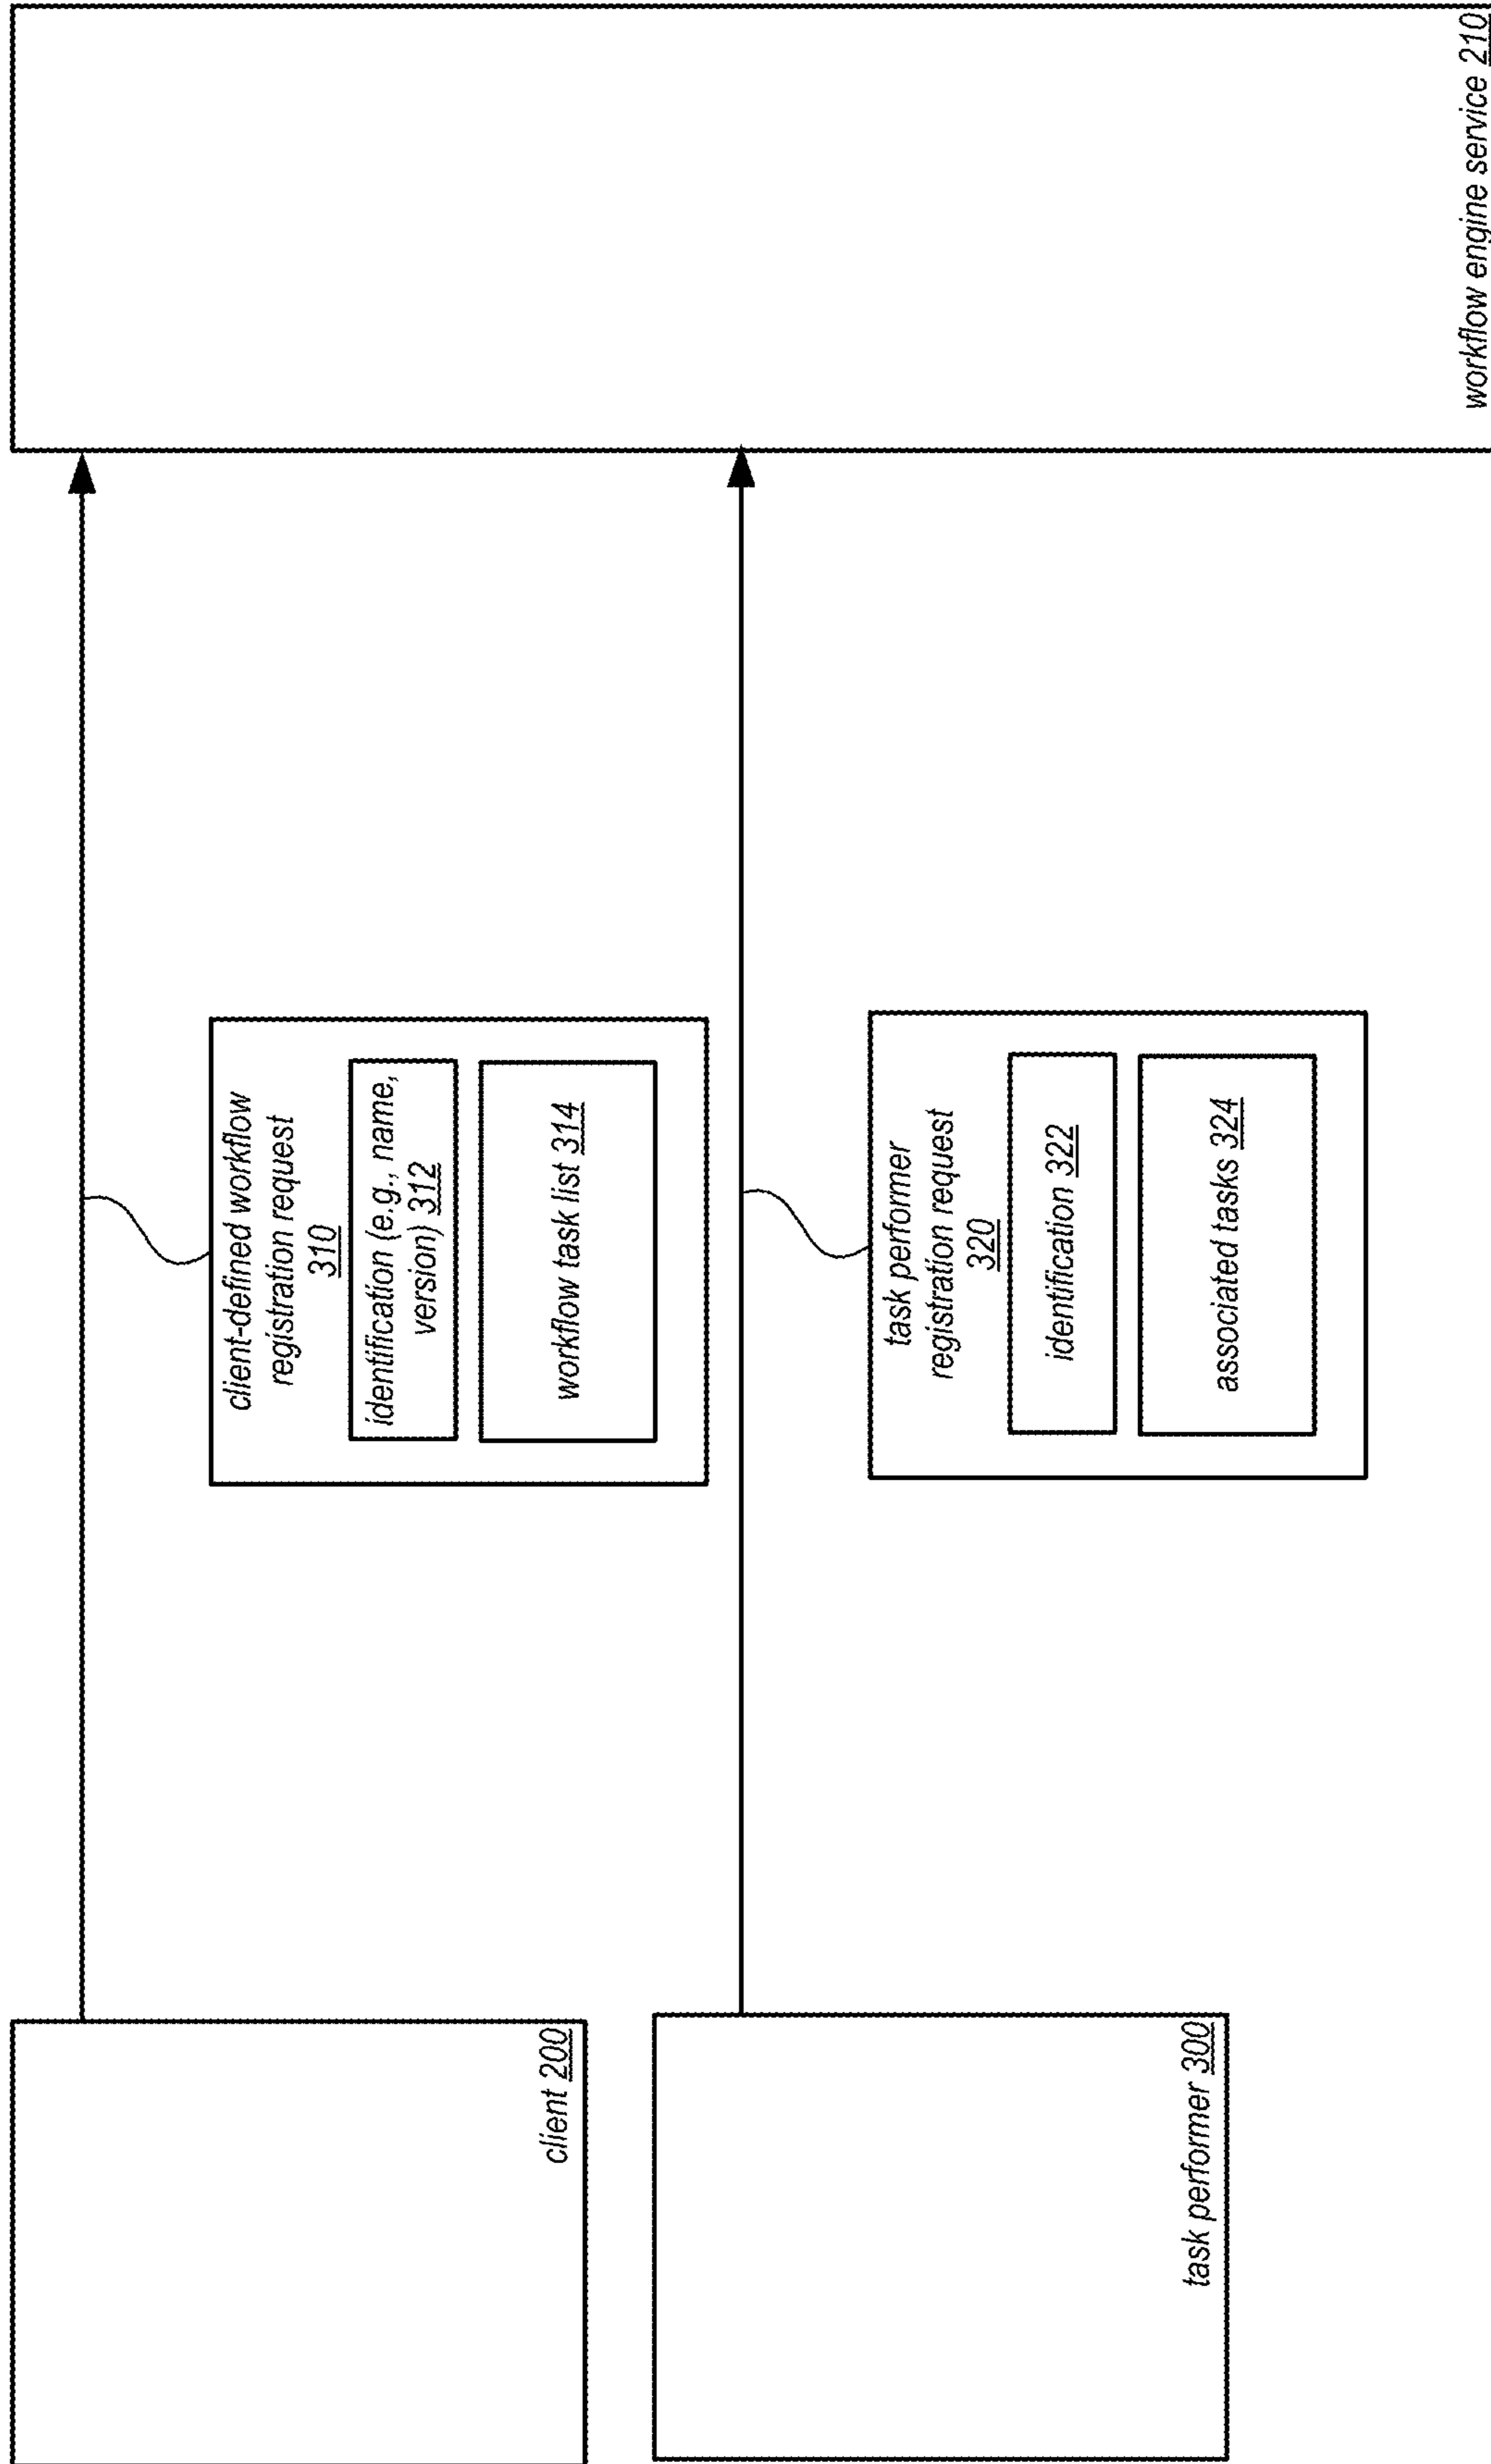 client 200
client-defined workflow
registration request
310
identification (e.g., name,
version) 312
workflow task list 314
task performer 300
task performer
registration request
320
identification 322
associated tasks 324
workflow engine service 210